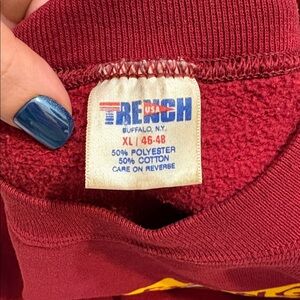 TRENCH
USA
BUFFALO, N.Y.
XL / 46-48
50% POLYESTER
50% COTTON
CARE ON REVERSE